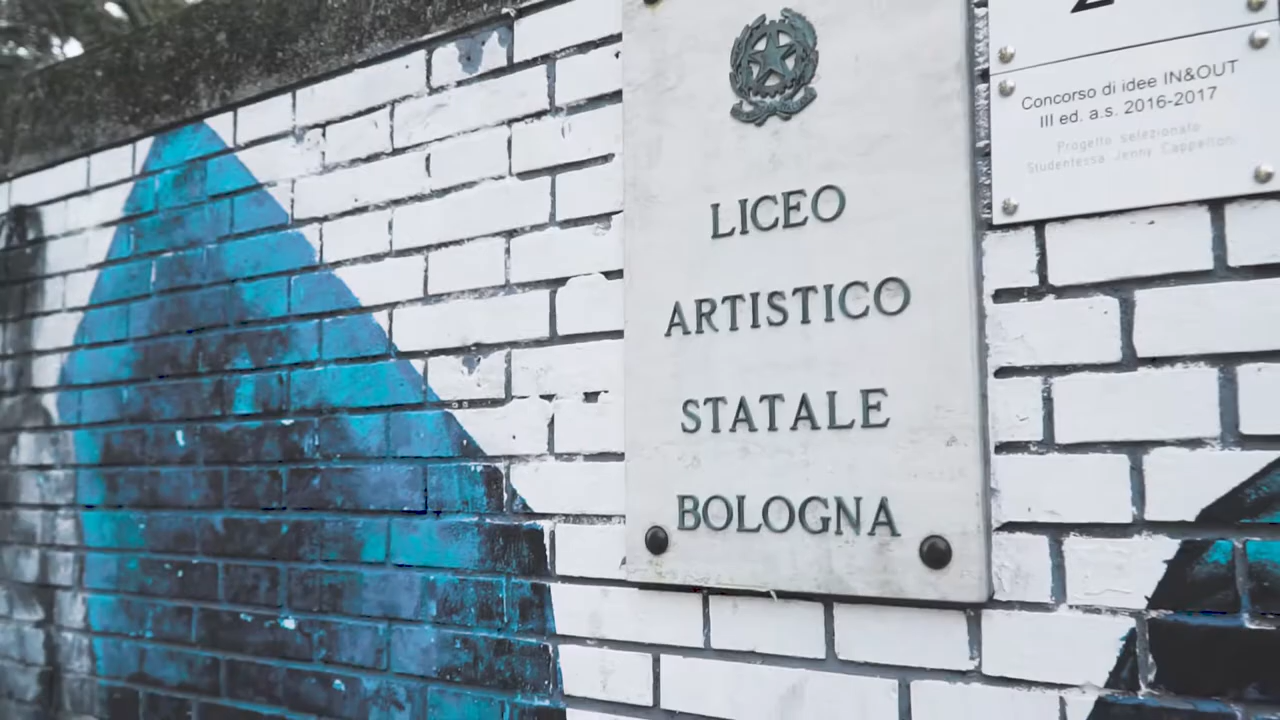 LICEO
ARTISTICO
STATALE
BOLOGNA
Concorso di idee IN&OUT
III ed. a.s. 2016-2017
Progetto selezionato
Studentessa Jenny Cappelloni